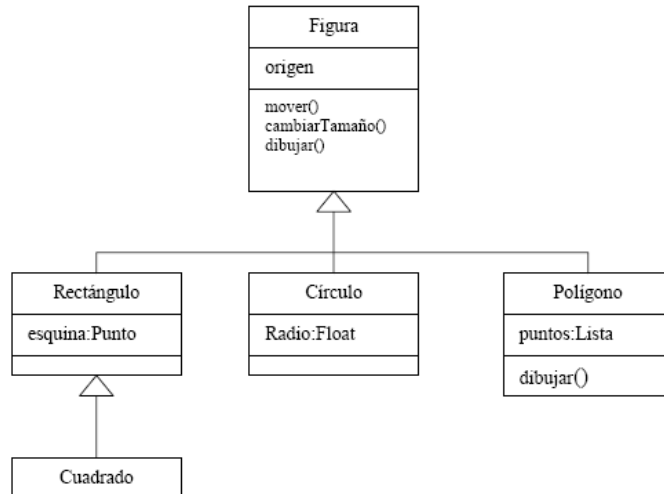 Figura
origen
mover()
cambiarTamaño()
dibujar()
Rectángulo
esquina:Punto
Círculo
Radio:Float
Polígono
puntos:Lista
dibujar()
Cuadrado